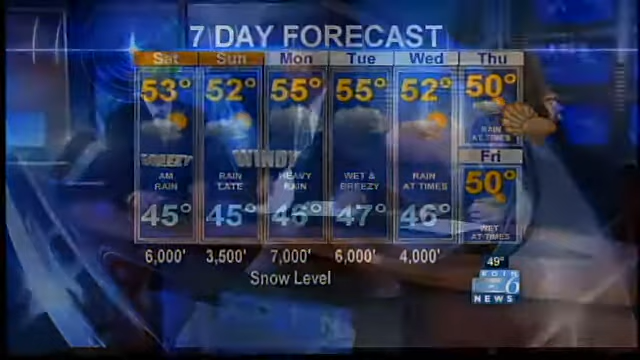 7 DAY FORECAST
Sat Sun Mon Tue Wed Thu
53° 52° 55° 55° 52° 50°
RAIN AT TIMES
WINDY
AM RAIN
RAIN LATE
HEAVY RAIN
WET & BREEZY
RAIN AT TIMES
Fri
50°
WET AT TIMES
45° 45° 46° 47° 46°
6,000' 3,500' 7,000' 6,000' 4,000'
Snow Level
49°
KOIN
6
NEWS